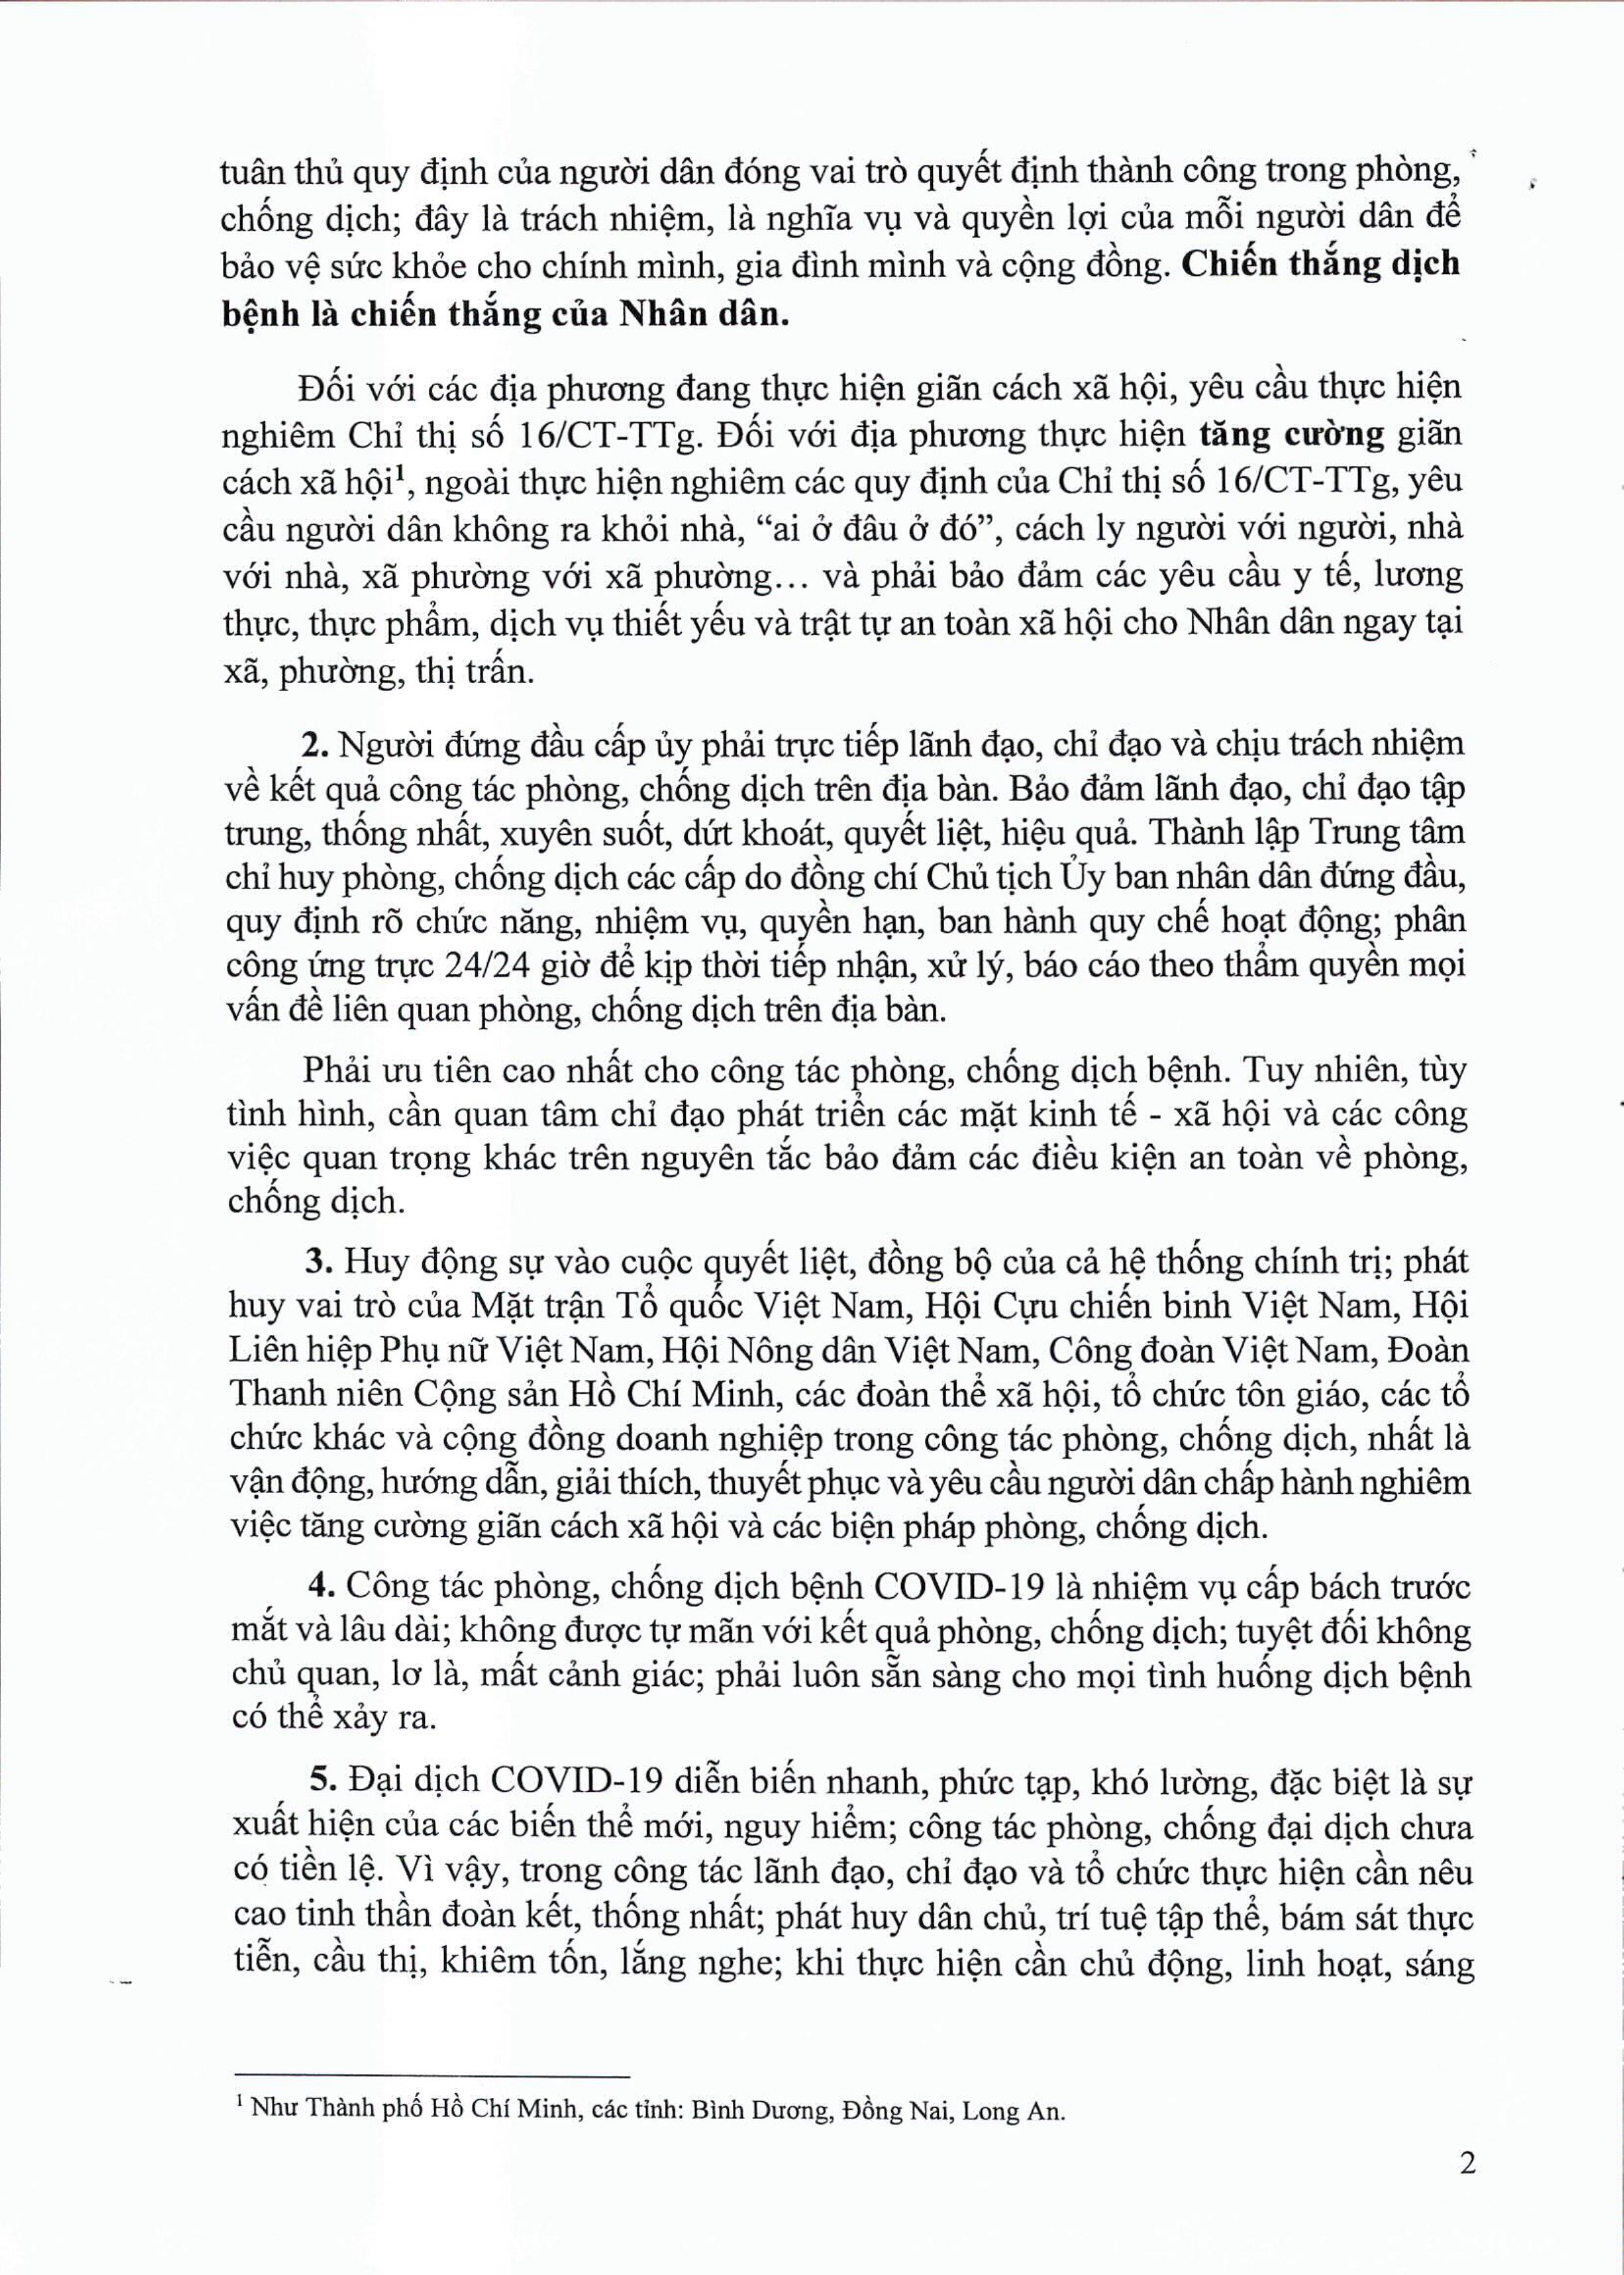 tuân thủ quy định của người dân đóng vai trò quyết định thành công trong phòng,
chống dịch; đây là trách nhiệm, là nghĩa vụ và quyền lợi của mỗi người dân để
bảo vệ sức khỏe cho chính mình, gia đình mình và cộng đồng. Chiến thắng dịch
bệnh là chiến thắng của Nhân dân.
Đối với các địa phương đang thực hiện giãn cách xã hội, yêu cầu thực hiện
nghiêm Chỉ thị số 16/CT-TTg. Đối với địa phương thực hiện tăng cường giãn
cách xã hội¹, ngoài thực hiện nghiêm các quy định của Chỉ thị số 16/CT-TTg, yêu
cầu người dân không ra khỏi nhà, “ai ở đâu ở đó”, cách ly người với người, nhà
với nhà, xã phường với xã phường... và phải bảo đảm các yêu cầu y tế, lương
thực, thực phẩm, dịch vụ thiết yếu và trật tự an toàn xã hội cho Nhân dân ngay tại
xã, phường, thị trấn.
2. Người đứng đầu cấp ủy phải trực tiếp lãnh đạo, chỉ đạo và chịu trách nhiệm
về kết quả công tác phòng, chống dịch trên địa bàn. Bảo đảm lãnh đạo, chỉ đạo tập
trung, thống nhất, xuyên suốt, dứt khoát, quyết liệt, hiệu quả. Thành lập Trung tâm
chỉ huy phòng, chống dịch các cấp do đồng chí Chủ tịch Ủy ban nhân dân đứng đầu,
quy định rõ chức năng, nhiệm vụ, quyền hạn, ban hành quy chế hoạt động; phân
công ứng trực 24/24 giờ để kịp thời tiếp nhận, xử lý, báo cáo theo thẩm quyền mọi
vấn đề liên quan phòng, chống dịch trên địa bàn.
Phải ưu tiên cao nhất cho công tác phòng, chống dịch bệnh. Tuy nhiên, tùy
tình hình, cần quan tâm chỉ đạo phát triển các mặt kinh tế - xã hội và các công
việc quan trọng khác trên nguyên tắc bảo đảm các điều kiện an toàn về phòng,
chống dịch.
3. Huy động sự vào cuộc quyết liệt, đồng bộ của cả hệ thống chính trị; phát
huy vai trò của Mặt trận Tổ quốc Việt Nam, Hội Cựu chiến binh Việt Nam, Hội
Liên hiệp Phụ nữ Việt Nam, Hội Nông dân Việt Nam, Công đoàn Việt Nam, Đoàn
Thanh niên Cộng sản Hồ Chí Minh, các đoàn thể xã hội, tổ chức tôn giáo, các tổ
chức khác và cộng đồng doanh nghiệp trong công tác phòng, chống dịch, nhất là
vận động, hướng dẫn, giải thích, thuyết phục và yêu cầu người dân chấp hành nghiêm
việc tăng cường giãn cách xã hội và các biện pháp phòng, chống dịch.
4. Công tác phòng, chống dịch bệnh COVID-19 là nhiệm vụ cấp bách trước
mắt và lâu dài; không được tự mãn với kết quả phòng, chống dịch; tuyệt đối không
chủ quan, lơ là, mất cảnh giác; phải luôn sẵn sàng cho mọi tình huống dịch bệnh
có thể xảy ra.
5. Đại dịch COVID-19 diễn biến nhanh, phức tạp, khó lường, đặc biệt là sự
xuất hiện của các biến thể mới, nguy hiểm; công tác phòng, chống đại dịch chưa
có tiền lệ. Vì vậy, trong công tác lãnh đạo, chỉ đạo và tổ chức thực hiện cần nêu
cao tinh thần đoàn kết, thống nhất; phát huy dân chủ, trí tuệ tập thể, bám sát thực
tiễn, cầu thị, khiêm tốn, lắng nghe; khi thực hiện cần chủ động, linh hoạt, sáng
¹ Như Thành phố Hồ Chí Minh, các tỉnh: Bình Dương, Đồng Nai, Long An.
2